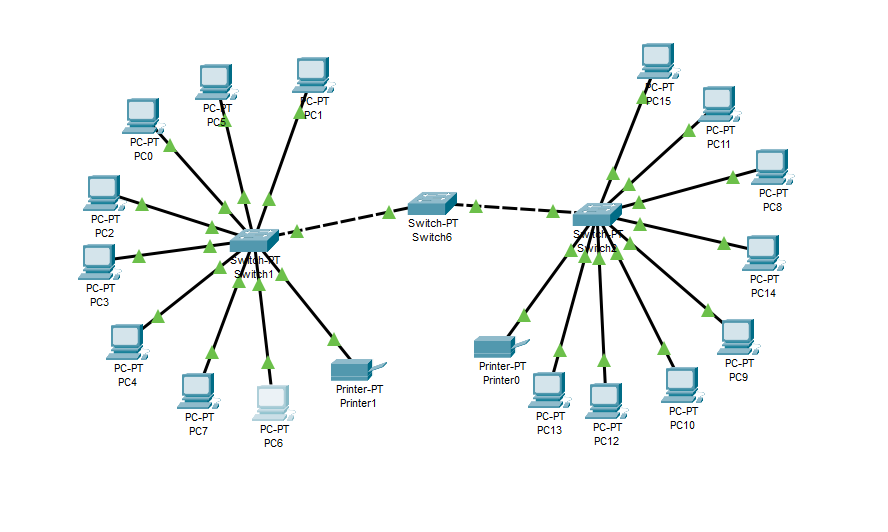 PC-PT
PC15
PC-PT
PC5
PC-PT
PC1
PC-PT
PC11
PC-PT
PC0
PC-PT
PC8
PC-PT
PC2
Switch-PT
Switch6
Switch-PT
Switch2
Switch-PT
Switch1
PC-PT
PC3
PC-PT
PC14
PC-PT
PC4
Printer-PT
Printer0
PC-PT
PC9
Printer-PT
Printer1
PC-PT
PC7
PC-PT
PC6
PC-PT
PC13
PC-PT
PC12
PC-PT
PC10